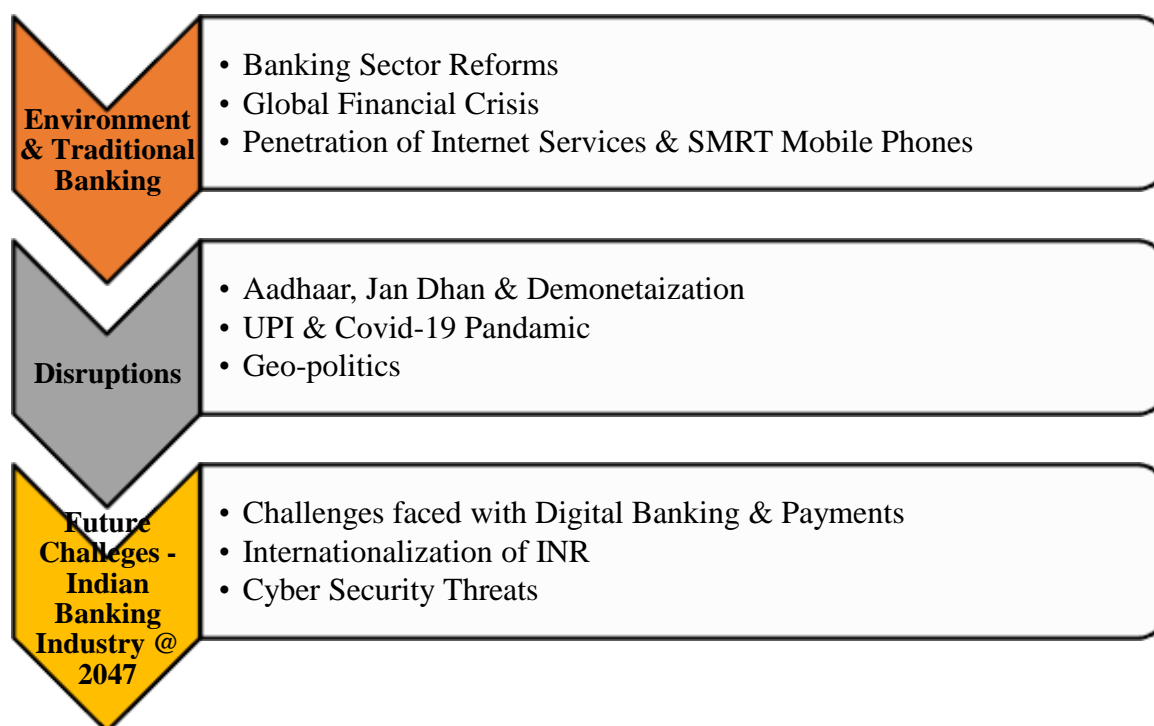 Environment
& Traditional
Banking
• Banking Sector Reforms
• Global Financial Crisis
• Penetration of Internet Services & SMRT Mobile Phones
Disruptions
• Aadhaar, Jan Dhan & Demonetaization
• UPI & Covid-19 Pandamic
• Geo-politics
Future
Challeges -
Indian
Banking
Industry @
2047
• Challenges faced with Digital Banking & Payments
• Internationalization of INR
• Cyber Security Threats